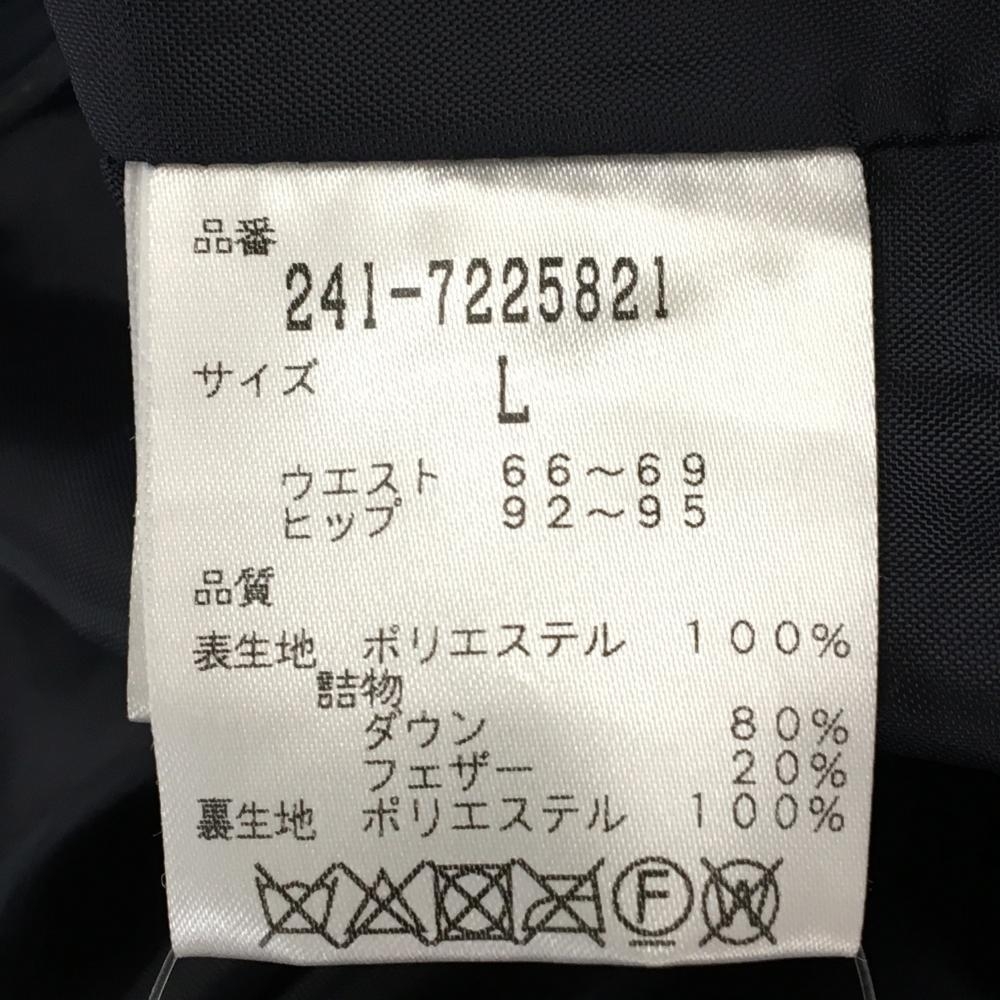 品番
241-7225821
サイズ L
ウエスト 66〜69
ヒップ 92〜95
品質
表生地 ポリエステル 100%
詰物
ダウン 80%
フェザー 20%
裏生地 ポリエステル 100%
F W